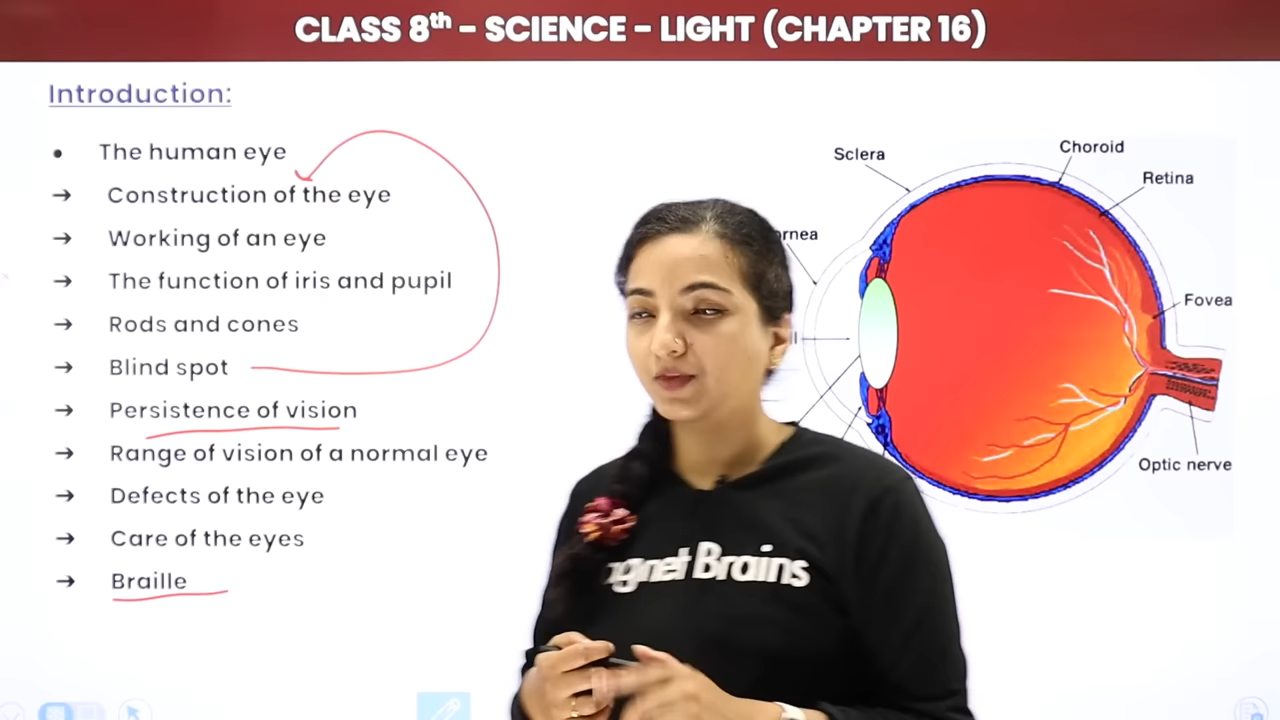 CLASS 8th - SCIENCE - LIGHT (CHAPTER 16)
Introduction:
• The human eye
→ Construction of the eye
→ Working of an eye
→ The function of iris and pupil
→ Rods and cones
→ Blind spot
→ Persistence of vision
→ Range of vision of a normal eye
→ Defects of the eye
→ Care of the eyes
→ Braille
Sclera
Choroid
Retina
Fovea
Optic nerve
Brains